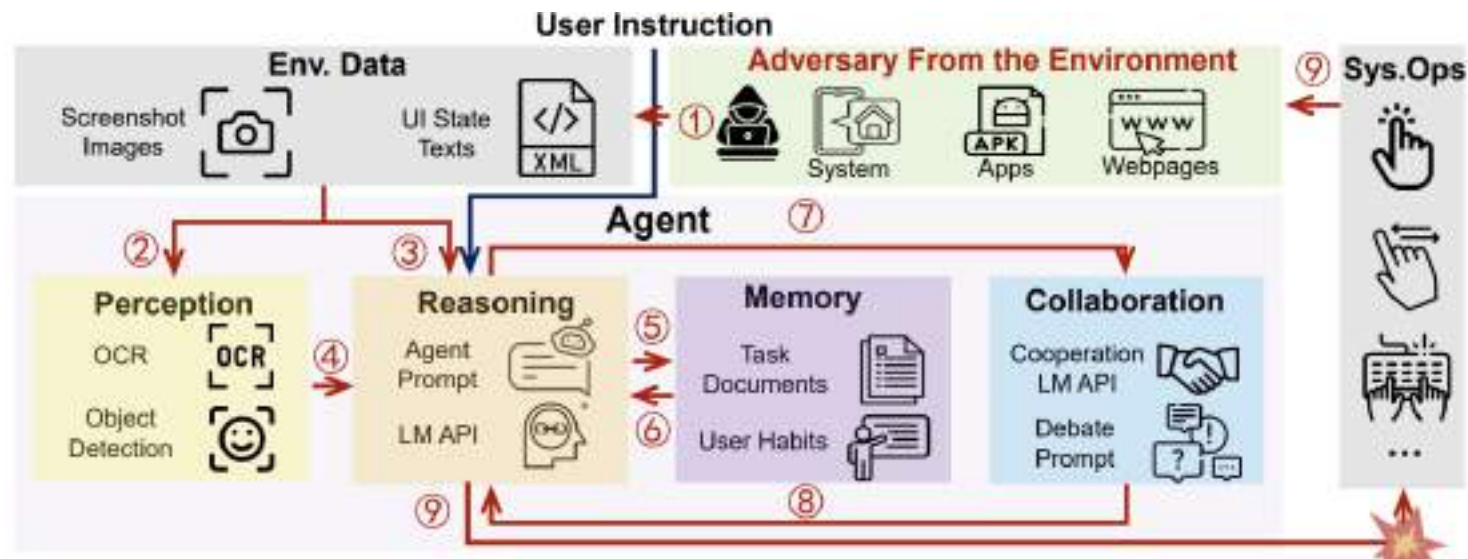 User Instruction
Env. Data
Screenshot
Images
UI State
Texts
</>
XML
①
Adversary From the Environment
System
APK
Apps
www
Webpages
⑨
Sys.Ops
Agent
②
③
⑦
Perception
OCR
OCR
Object
Detection
④
Reasoning
Agent
Prompt
LM API
⑤
⑥
Memory
Task
Documents
User Habits
Collaboration
Cooperation
LM API
Debate
Prompt
?
!
...
...
⑨
⑧